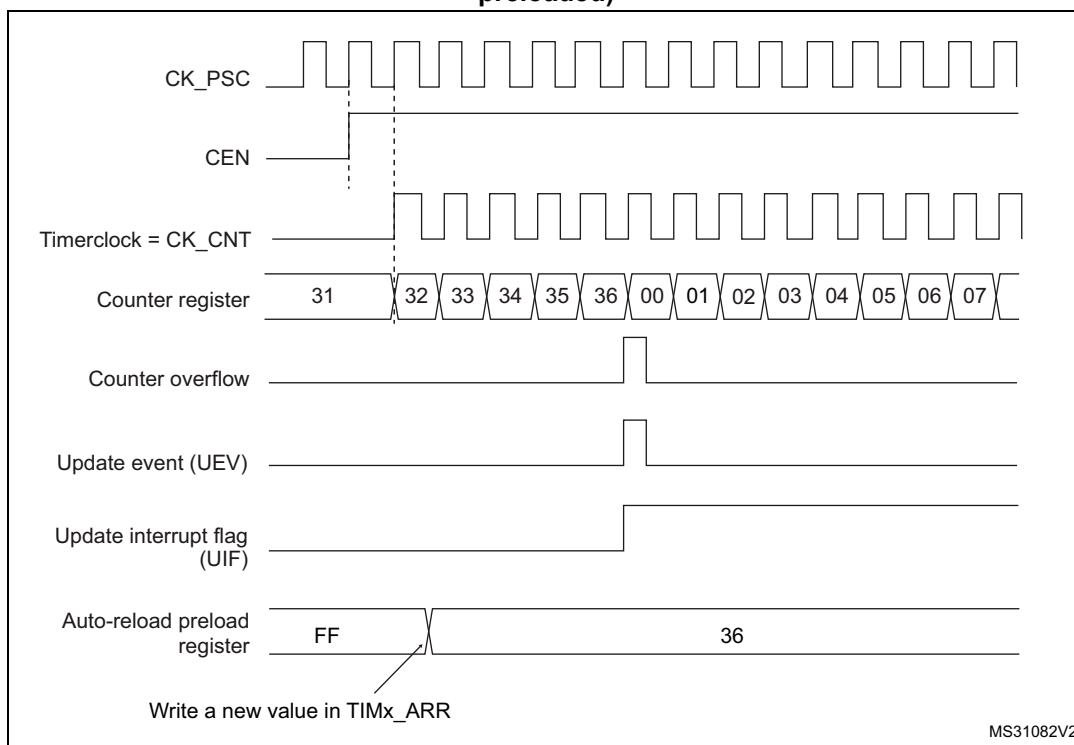 preloaded)
CK_PSC
CEN
Timerclock = CK_CNT
Counter register
31 32 33 34 35 36 00 01 02 03 04 05 06 07
Counter overflow
Update event (UEV)
Update interrupt flag
(UIF)
Auto-reload preload
register
FF 36
Write a new value in TIMx_ARR
MS31082V2